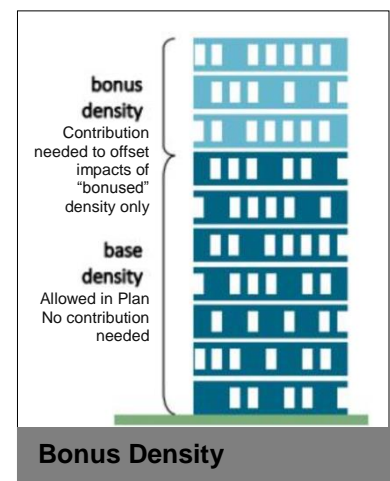 bonus
density
Contribution
needed to offset
impacts of
“bonused”
density only
base
density
Allowed in Plan
No contribution
needed
Bonus Density